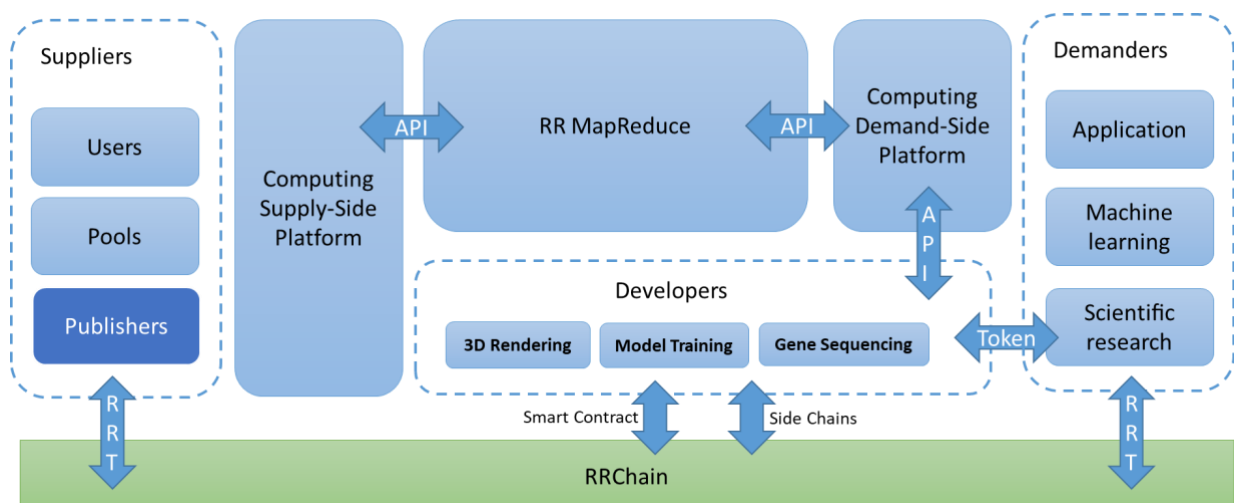 Suppliers
Users
Pools
Publishers
RRT
Computing
Supply-Side
Platform
API
RR MapReduce
API
Computing
Demand-Side
Platform
API
Developers
3D Rendering
Model Training
Gene Sequencing
Token
Demanders
Application
Machine
learning
Scientific
research
RRT
Smart Contract
Side Chains
RRChain